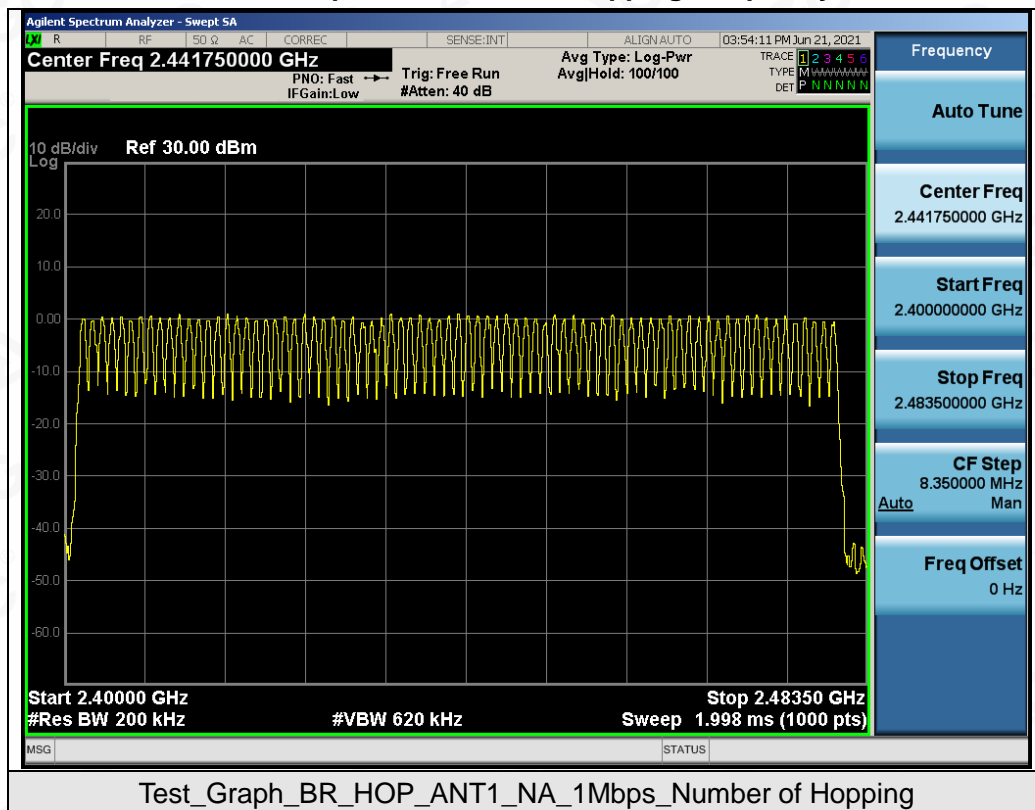 Agilent Spectrum Analyzer - Swept SA
LXI R RF 50 Ω AC CORREC SENSE:INT ALIGN AUTO 03:54:11 PM Jun 21, 2021
Center Freq 2.441750000 GHz
PNO: Fast
IFGain:Low
Trig: Free Run
#Atten: 40 dB
Avg Type: Log-Pwr
Avg|Hold: 100/100
TRACE 1 2 3 4 5 6
TYPE M
DET P N N N N N
10 dB/div Ref 30.00 dBm
Log
20.0
10.0
0.00
-10.0
-20.0
-30.0
-40.0
-50.0
-60.0
Start 2.40000 GHz Stop 2.48350 GHz
#Res BW 200 kHz #VBW 620 kHz Sweep 1.998 ms (1000 pts)
MSG STATUS
Frequency
Auto Tune
Center Freq
2.441750000 GHz
Start Freq
2.400000000 GHz
Stop Freq
2.483500000 GHz
CF Step
8.350000 MHz
Auto Man
Freq Offset
0 Hz
Test_Graph_BR_HOP_ANT1_NA_1Mbps_Number of Hopping